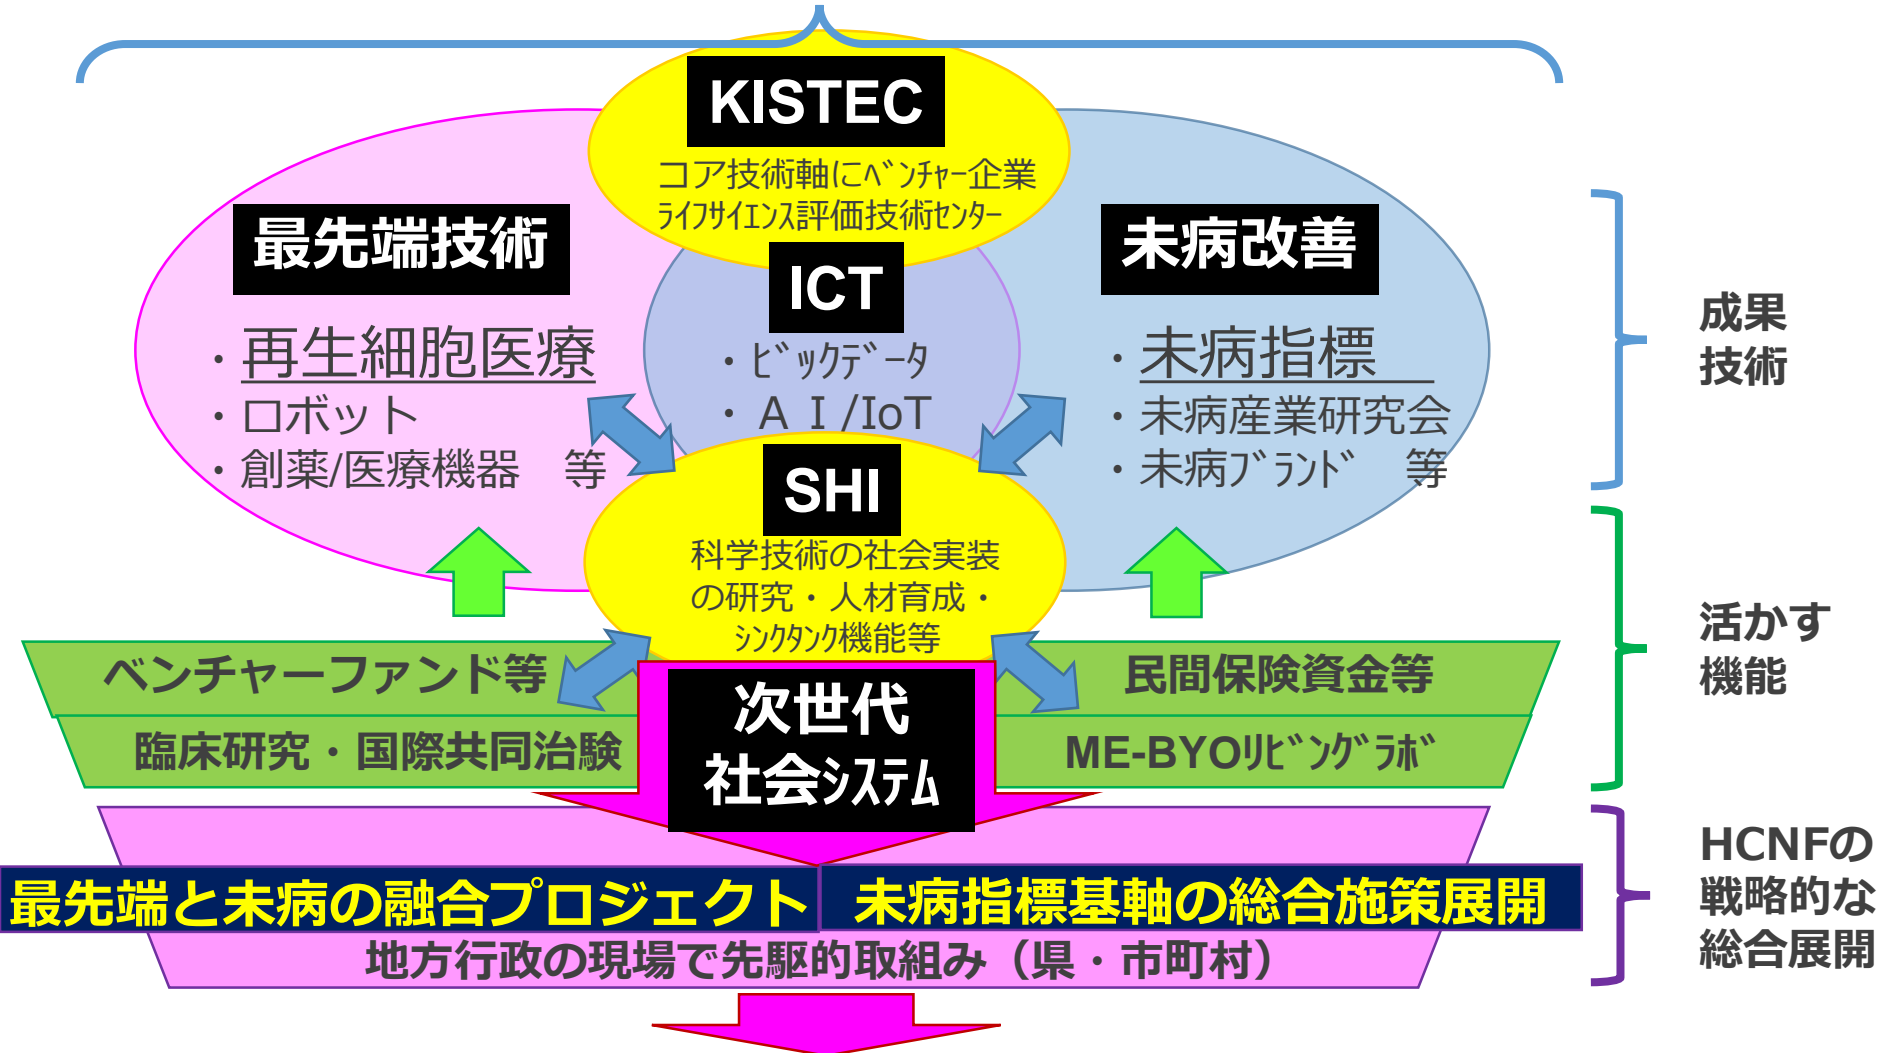 KISTEC
コア技術軸にﾍﾞﾝﾁｬｰ企業
ﾗｲﾌｻｲｴﾝｽ評価技術ｾﾝﾀｰ
最先端技術
・再生細胞医療
・ロボット
・創薬/医療機器　等
ICT
・ﾋﾞｯｸﾃﾞｰﾀ
・ＡＩ/IoT
未病改善
・未病指標
・未病産業研究会
・未病ﾌﾞﾗﾝﾄﾞ　等
成果
技術
SHI
科学技術の社会実装
の研究・人材育成・
ｼﾝｸﾀﾝｸ機能等
ベンチャーファンド等
臨床研究・国際共同治験
民間保険資金等
ME-BYOﾘﾋﾞﾝｸﾞﾗﾎﾞ
活かす
機能
次世代
社会ｼｽﾃﾑ
最先端と未病の融合プロジェクト
未病指標基軸の総合施策展開
地方行政の現場で先駆的取組み（県・市町村）
HCNFの
戦略的な
総合展開